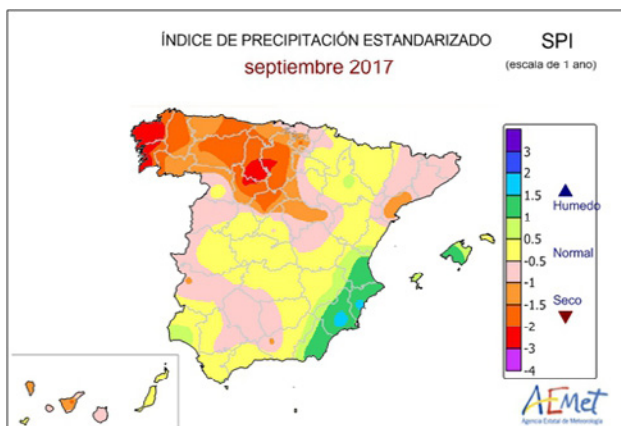 ÍNDICE DE PRECIPITACIÓN ESTANDARIZADO
septiembre 2017
SPI
(escala de 1 ano)
3
2
1.5
1
0.5
-0.5
-1
-1.5
-2
-3
-4
Humedo
Normal
Seco
AEMet
Agencia Estatal de Meteorología